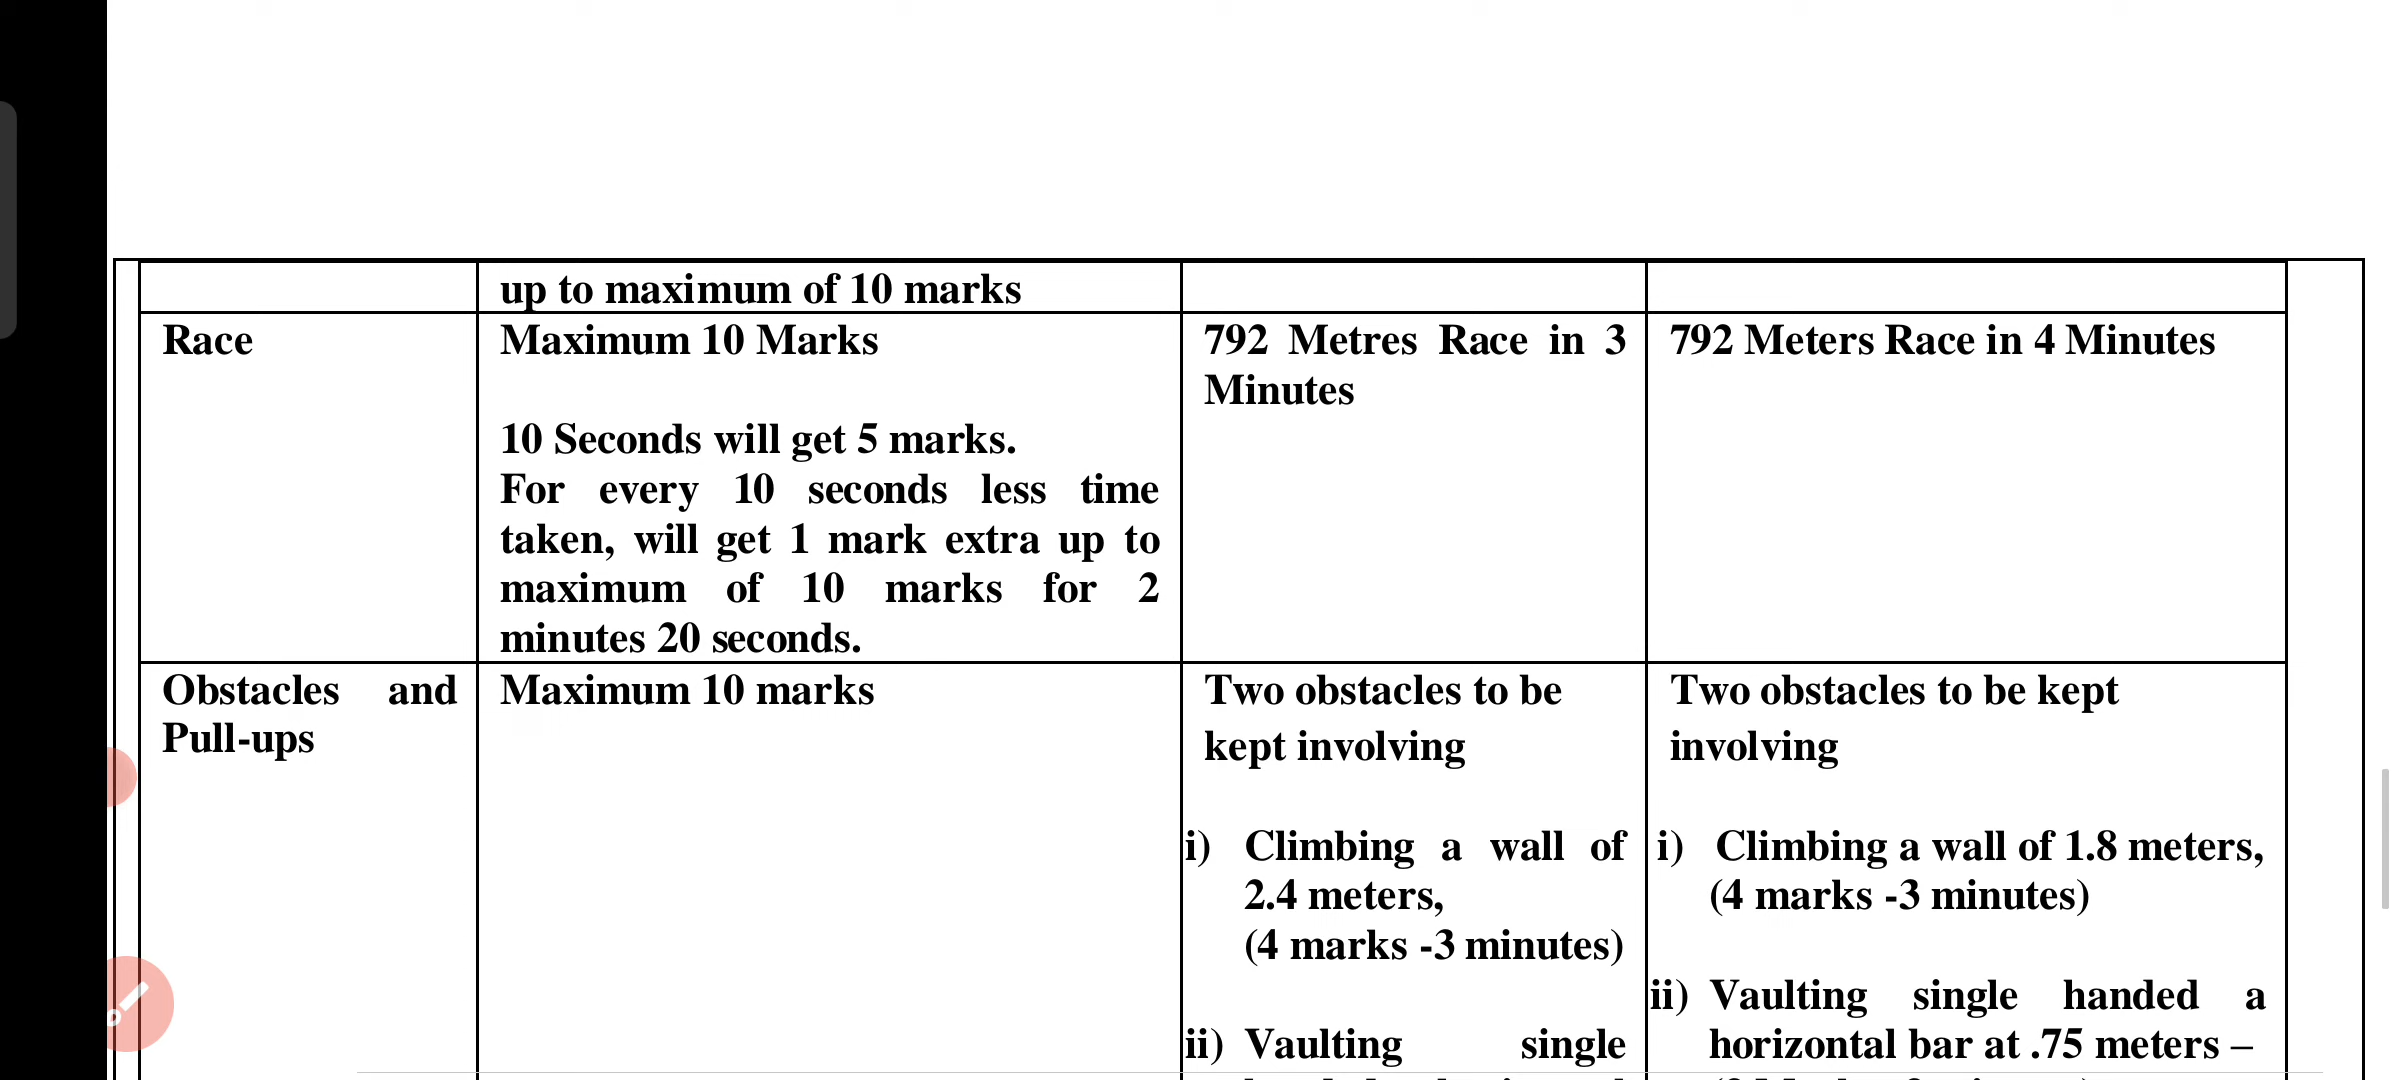 up to maximum of 10 marks
Race
Maximum 10 Marks
10 Seconds will get 5 marks.
For every 10 seconds less time
taken, will get 1 mark extra up to
maximum of 10 marks for 2
minutes 20 seconds.
792 Metres Race in 3
Minutes
792 Meters Race in 4 Minutes
Obstacles and
Pull-ups
Maximum 10 marks
Two obstacles to be
kept involving
i) Climbing a wall of
2.4 meters,
(4 marks -3 minutes)
ii) Vaulting single
Two obstacles to be kept
involving
i) Climbing a wall of 1.8 meters,
(4 marks -3 minutes)
ii) Vaulting single handed a
horizontal bar at .75 meters –